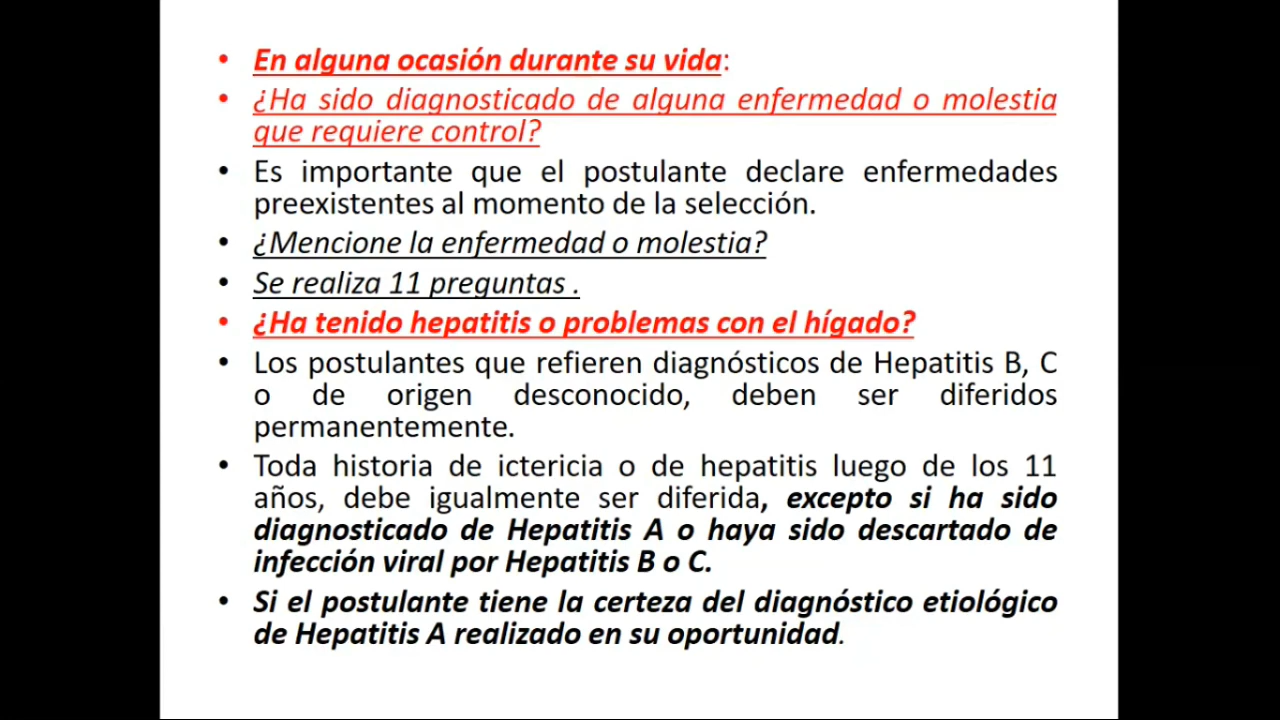 • En alguna ocasión durante su vida:
• ¿Ha sido diagnosticado de alguna enfermedad o molestia
que requiere control?
• Es importante que el postulante declare enfermedades
preexistentes al momento de la selección.
• ¿Mencione la enfermedad o molestia?
• Se realiza 11 preguntas .
• ¿Ha tenido hepatitis o problemas con el hígado?
• Los postulantes que refieren diagnósticos de Hepatitis B, C
o de origen desconocido, deben ser diferidos
permanentemente.
• Toda historia de ictericia o de hepatitis luego de los 11
años, debe igualmente ser diferida, excepto si ha sido
diagnosticado de Hepatitis A o haya sido descartado de
infección viral por Hepatitis B o C.
• Si el postulante tiene la certeza del diagnóstico etiológico
de Hepatitis A realizado en su oportunidad.